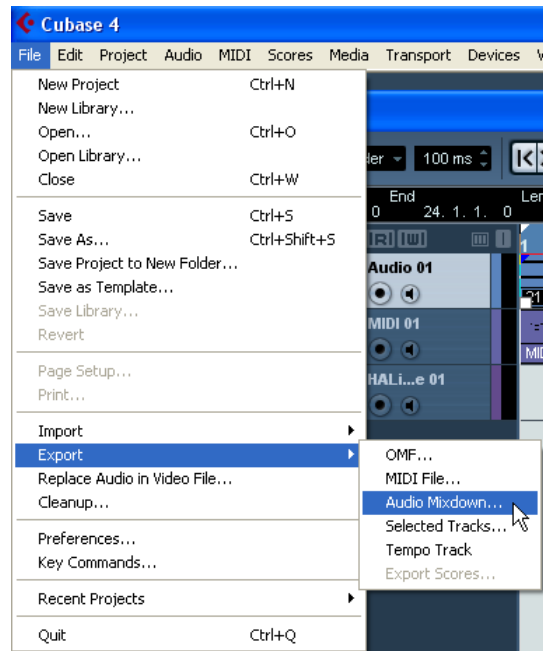 Cubase 4
File Edit Project Audio MIDI Scores Media Transport Devices
New Project Ctrl+N
New Library...
Open... Ctrl+O
Open Library...
Close Ctrl+W
Save Ctrl+S
Save As... Ctrl+Shift+S
Save Project to New Folder...
Save as Template...
Save Library...
Revert
Page Setup...
Print...
Import
Export
Replace Audio in Video File...
Cleanup...
Preferences...
Key Commands...
Recent Projects
Quit Ctrl+Q
OMF...
MIDI File...
Audio Mixdown...
Selected Tracks...
Tempo Track
Export Scores...
100 ms
End
0 24. 1. 1. 0
1
Audio 01
21
MIDI 01
HALi...e 01